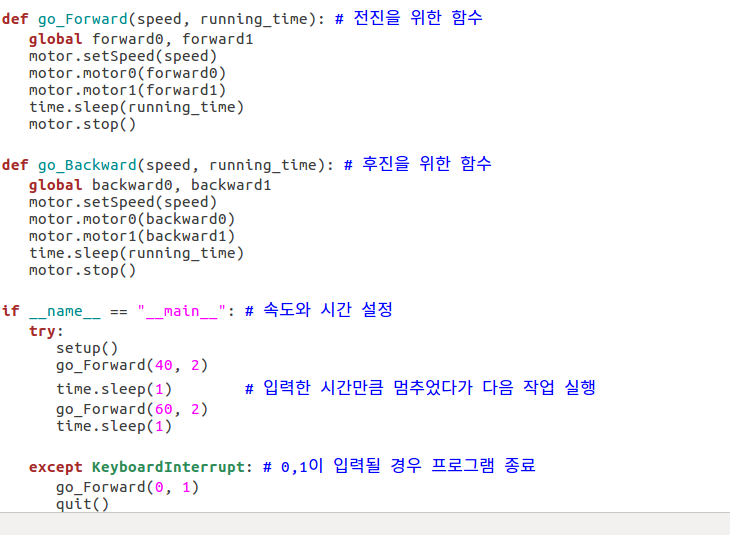 def go_Forward(speed, running_time): # 전진을 위한 함수
global forward0, forward1
motor.setSpeed(speed)
motor.motor0(forward0)
motor.motor1(forward1)
time.sleep(running_time)
motor.stop()
def go_Backward(speed, running_time): # 후진을 위한 함수
global backward0, backward1
motor.setSpeed(speed)
motor.motor0(backward0)
motor.motor1(backward1)
time.sleep(running_time)
motor.stop()
if __name__ == "__main__": # 속도와 시간 설정
try:
setup()
go_Forward(40, 2)
time.sleep(1) # 입력한 시간만큼 멈추었다가 다음 작업 실행
go_Forward(60, 2)
time.sleep(1)
except KeyboardInterrupt: # 0,1이 입력될 경우 프로그램 종료
go_Forward(0, 1)
quit()